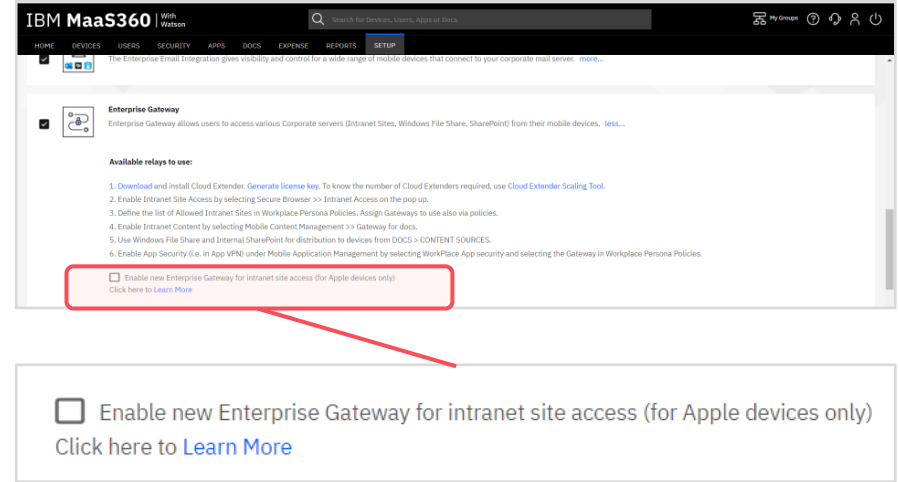 IBM MaaS360 | With Watson
Search for Devices, Users, Apps or Docs
My Groups
HOME DEVICES USERS SECURITY APPS DOCS EXPENSE REPORTS SETUP
The Enterprise Email Integration gives visibility and control for a wide range of mobile devices that connect to your corporate mail server. more...
Enterprise Gateway
Enterprise Gateway allows users to access various Corporate servers (Intranet Sites, Windows File Share, SharePoint) from their mobile devices. less...
Available relays to use:
1. Download and install Cloud Extender. Generate license key. To know the number of Cloud Extenders required, use Cloud Extender Scaling Tool.
2. Enable Intranet Site Access by selecting Secure Browser >> Intranet Access on the pop up.
3. Define the list of Allowed Intranet Sites in Workplace Persona Policies. Assign Gateways to use also via policies.
4. Enable Intranet Content by selecting Mobile Content Management >> Gateway for docs.
5. Use Windows File Share and Internal SharePoint for distribution to devices from DOCS > CONTENT SOURCES.
6. Enable App Security (i.e. in App VPN) under Mobile Application Management by selecting WorkPlace App security and selecting the Gateway in Workplace Persona Policies.
Enable new Enterprise Gateway for intranet site access (for Apple devices only)
Click here to Learn More
Enable new Enterprise Gateway for intranet site access (for Apple devices only)
Click here to Learn More